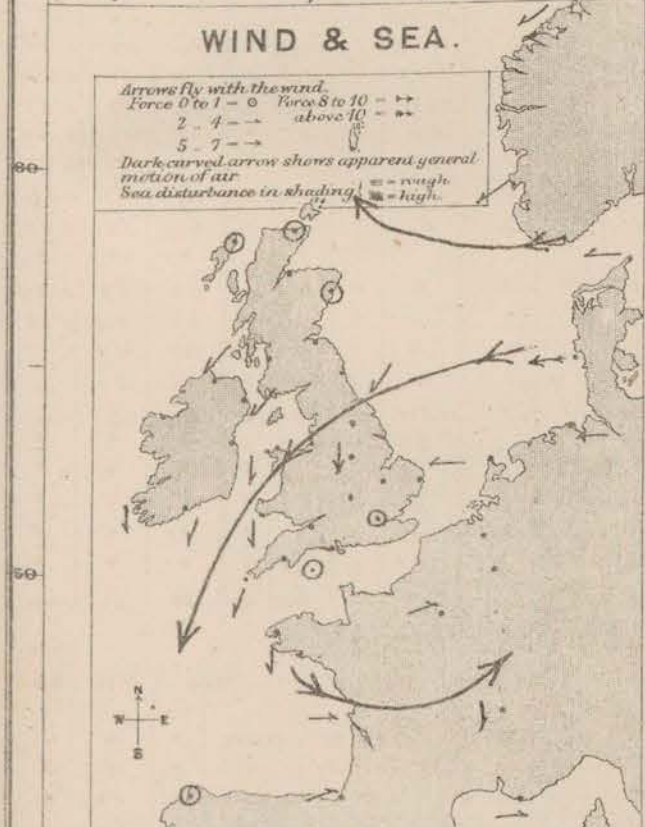 WIND & SEA.
Arrows fly with the wind.
Force 0 to 1 = ⊙ Force 8 to 10 = ↦
2 „ 4 = → above 10 =
5 „ 7 = →
Dark curved arrow shows apparent general
motion of air
Sea disturbance in shading = rough
= high.
60
50
N
W E
S